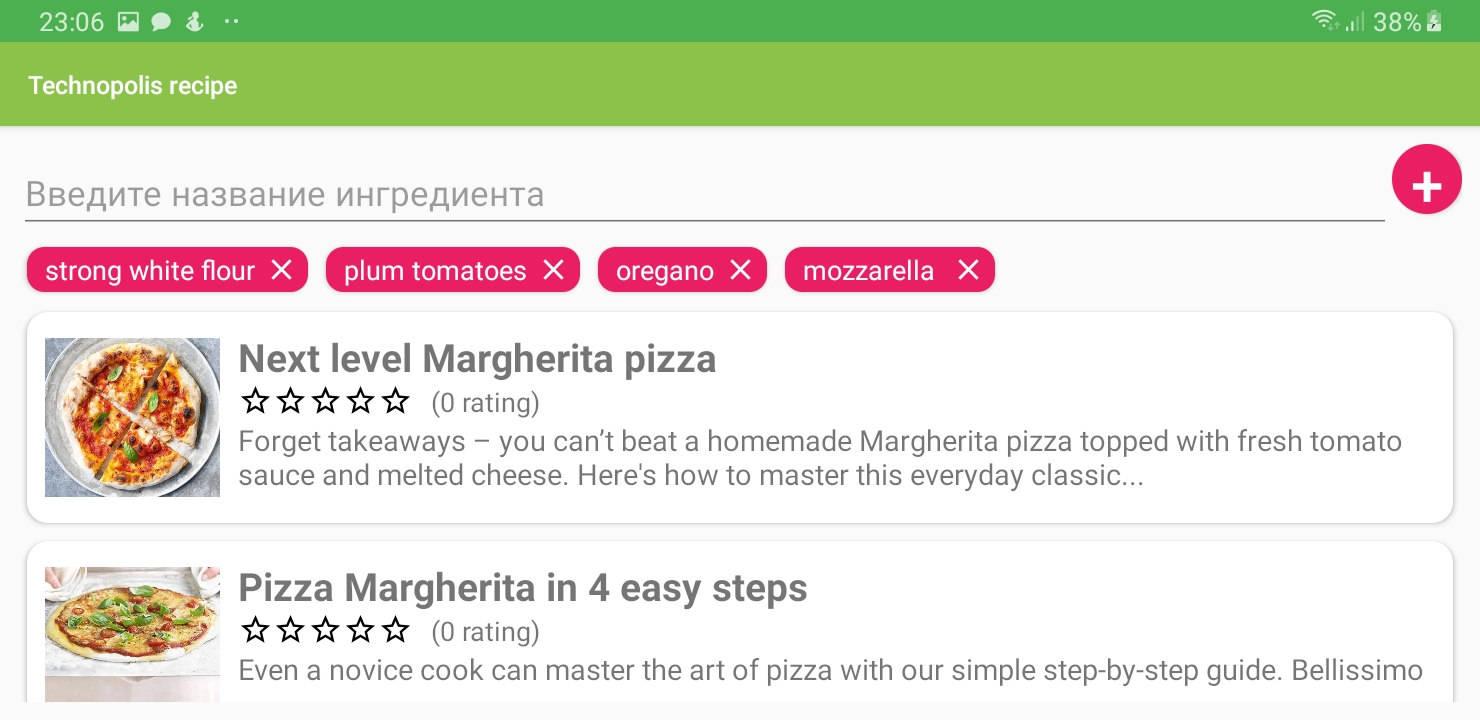 23:06
38%
Technopolis recipe
Введите название ингредиента
+
strong white flour
plum tomatoes
oregano
mozzarella
Next level Margherita pizza
(0 rating)
Forget takeaways – you can’t beat a homemade Margherita pizza topped with fresh tomato
sauce and melted cheese. Here's how to master this everyday classic...
Pizza Margherita in 4 easy steps
(0 rating)
Even a novice cook can master the art of pizza with our simple step-by-step guide. Bellissimo